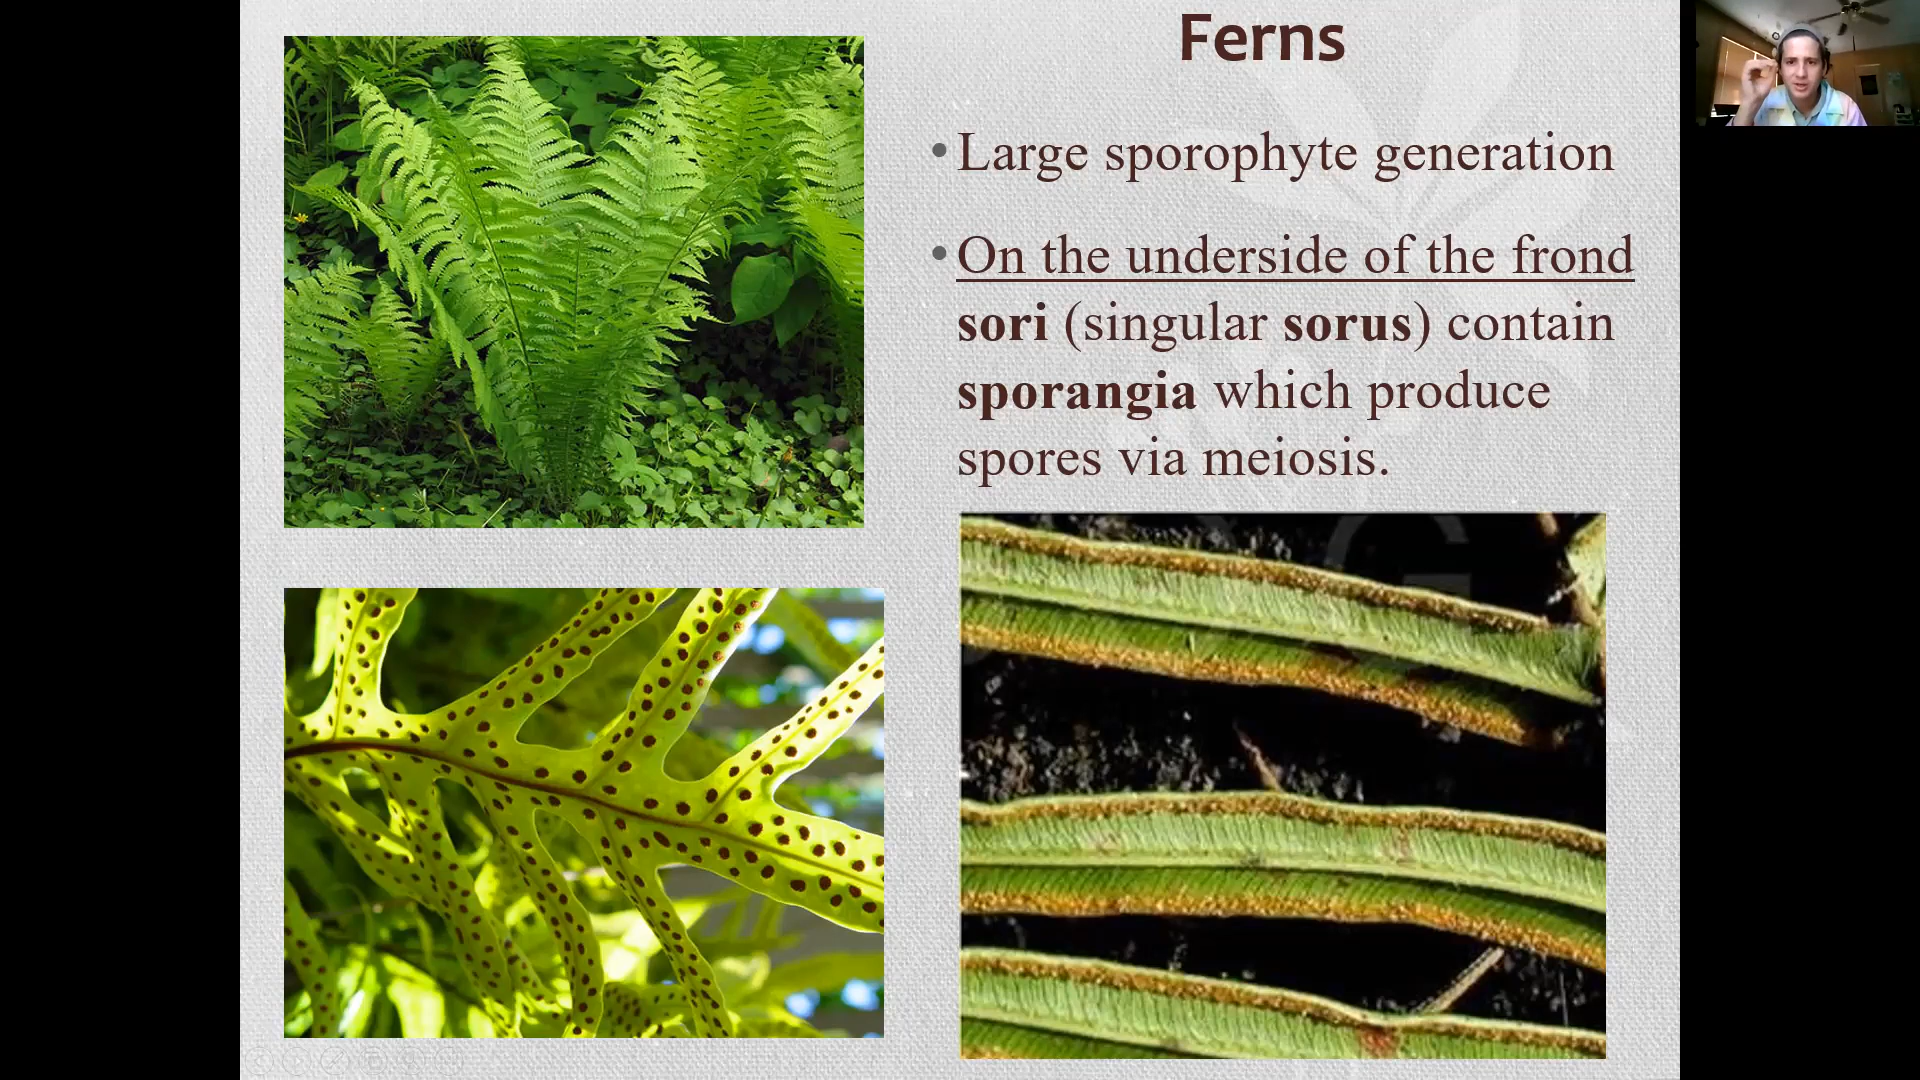 Ferns
• Large sporophyte generation
• On the underside of the frond
sori (singular sorus) contain
sporangia which produce
spores via meiosis.